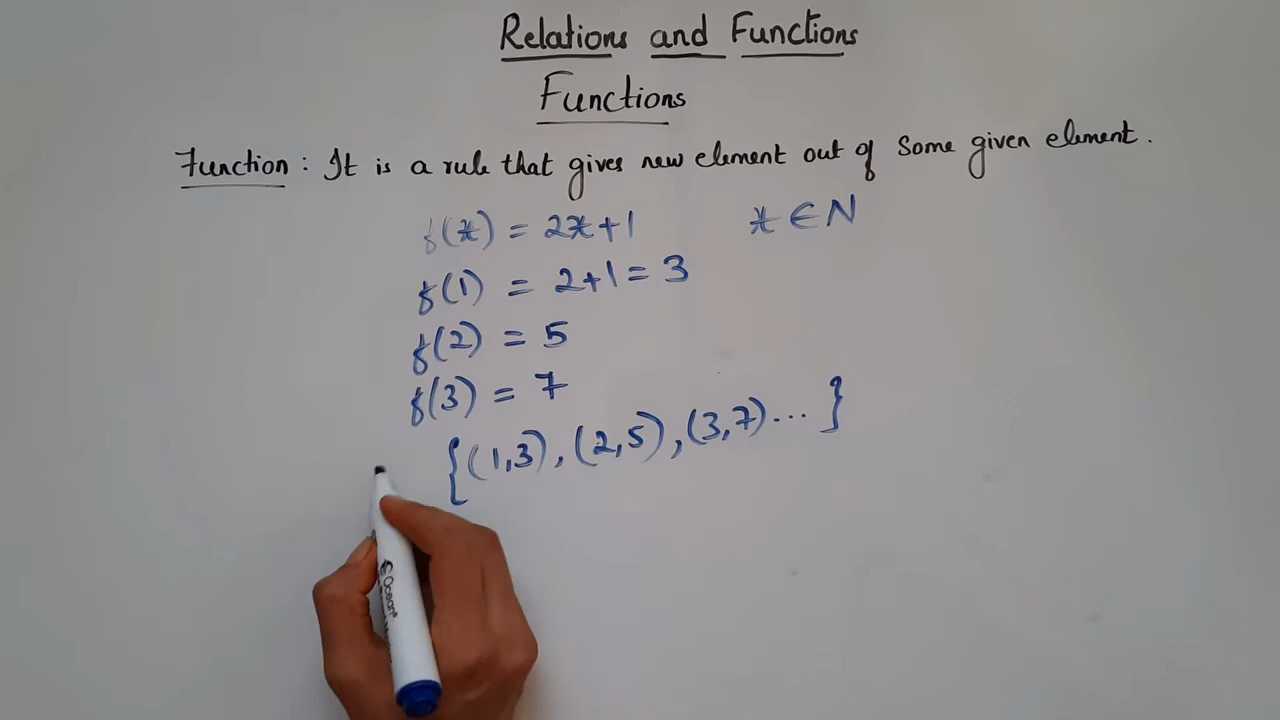 Relations and Functions
Functions
Function : It is a rule that gives new element out of some given element.
f(x) = 2x+1 x ∈ N
f(1) = 2+1 = 3
f(2) = 5
f(3) = 7
{(1,3), (2,5), (3,7) ... }
Ocean